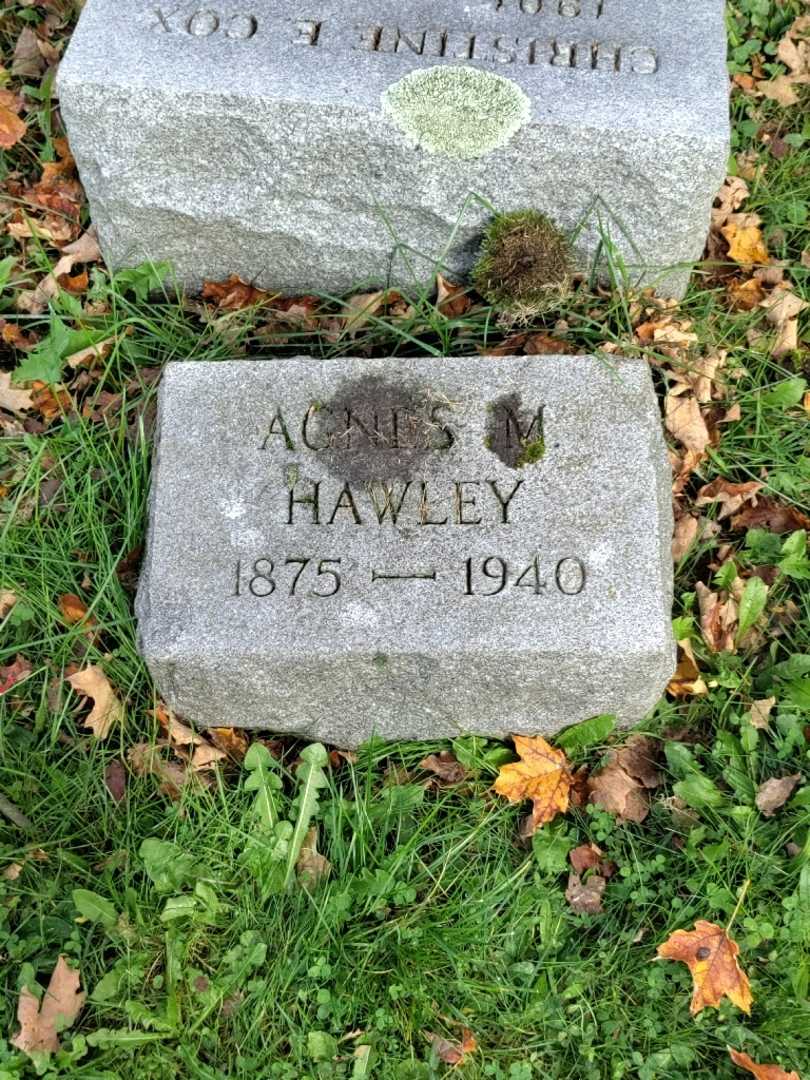 CHRISTINE E COX
AGNES M.
HAWLEY
1875 — 1940